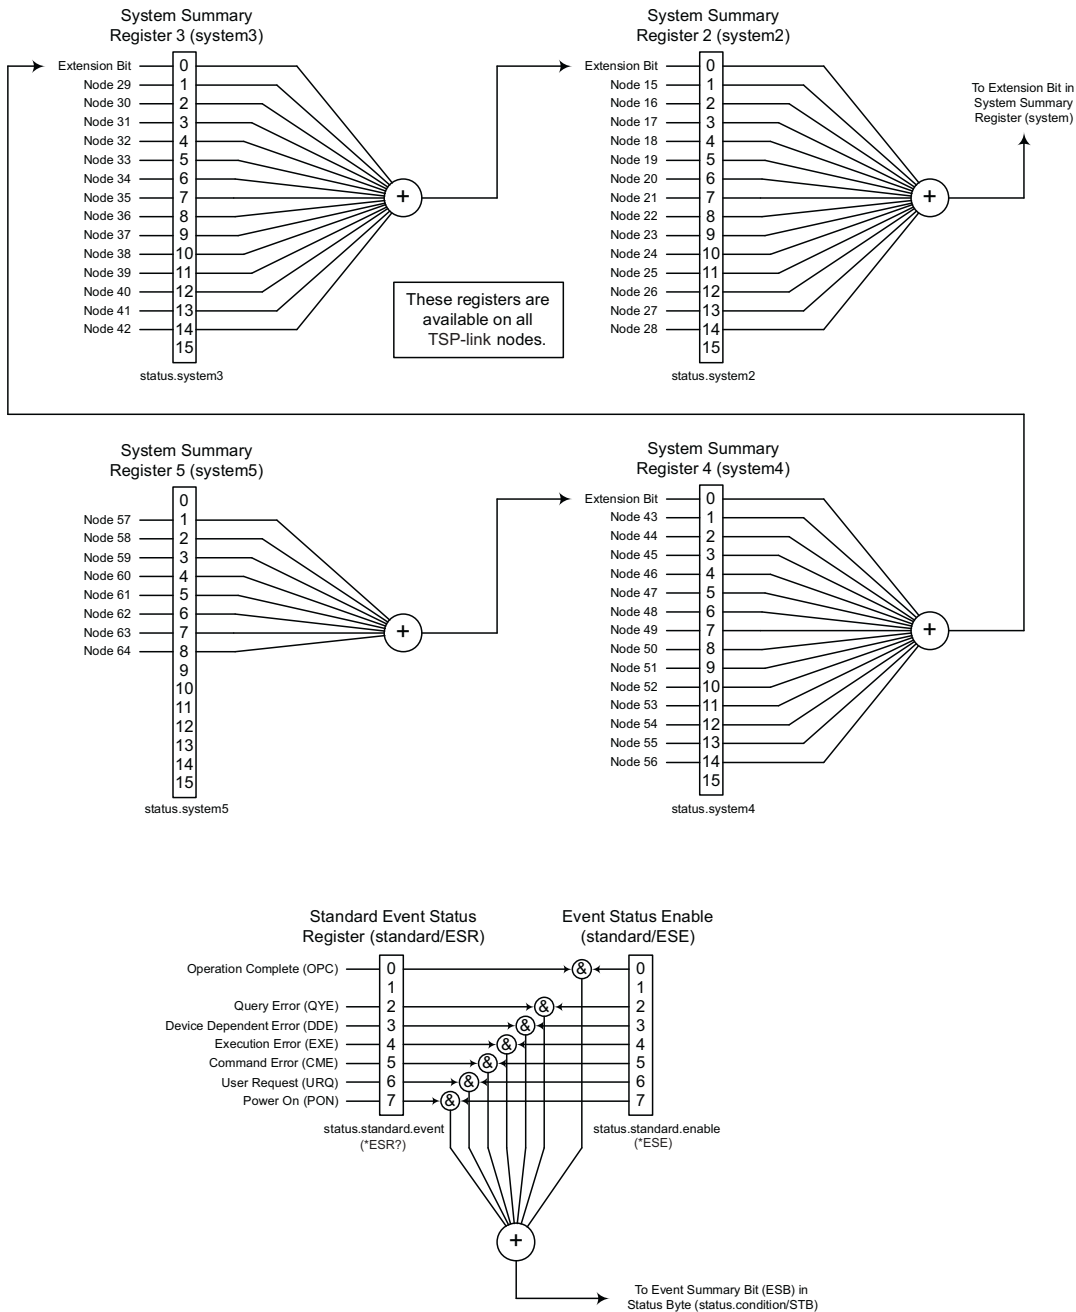 System Summary
Register 3 (system3)
Extension Bit 0
Node 29 1
Node 30 2
Node 31 3
Node 32 4
Node 33 5
Node 34 6
Node 35 7
Node 36 8
Node 37 9
Node 38 10
Node 39 11
Node 40 12
Node 41 13
Node 42 14
15
status.system3
+
System Summary
Register 2 (system2)
Extension Bit 0
Node 15 1
Node 16 2
Node 17 3
Node 18 4
Node 19 5
Node 20 6
Node 21 7
Node 22 8
Node 23 9
Node 24 10
Node 25 11
Node 26 12
Node 27 13
Node 28 14
15
status.system2
+
To Extension Bit in
System Summary
Register (system)
These registers are
available on all
TSP-link nodes.
System Summary
Register 5 (system5)
0
Node 57 1
Node 58 2
Node 59 3
Node 60 4
Node 61 5
Node 62 6
Node 63 7
Node 64 8
9
10
11
12
13
14
15
status.system5
+
System Summary
Register 4 (system4)
Extension Bit 0
Node 43 1
Node 44 2
Node 45 3
Node 46 4
Node 47 5
Node 48 6
Node 49 7
Node 50 8
Node 51 9
Node 52 10
Node 53 11
Node 54 12
Node 55 13
Node 56 14
15
status.system4
+
Standard Event Status
Register (standard/ESR)
Event Status Enable
(standard/ESE)
Operation Complete (OPC) 0 & 0
1 1
Query Error (QYE) 2 & 2
Device Dependent Error (DDE) 3 & 3
Execution Error (EXE) 4 & 4
Command Error (CME) 5 & 5
User Request (URQ) 6 & 6
Power On (PON) 7 & 7
status.standard.event
(*ESR?)
status.standard.enable
(*ESE)
+
To Event Summary Bit (ESB) in
Status Byte (status.condition/STB)